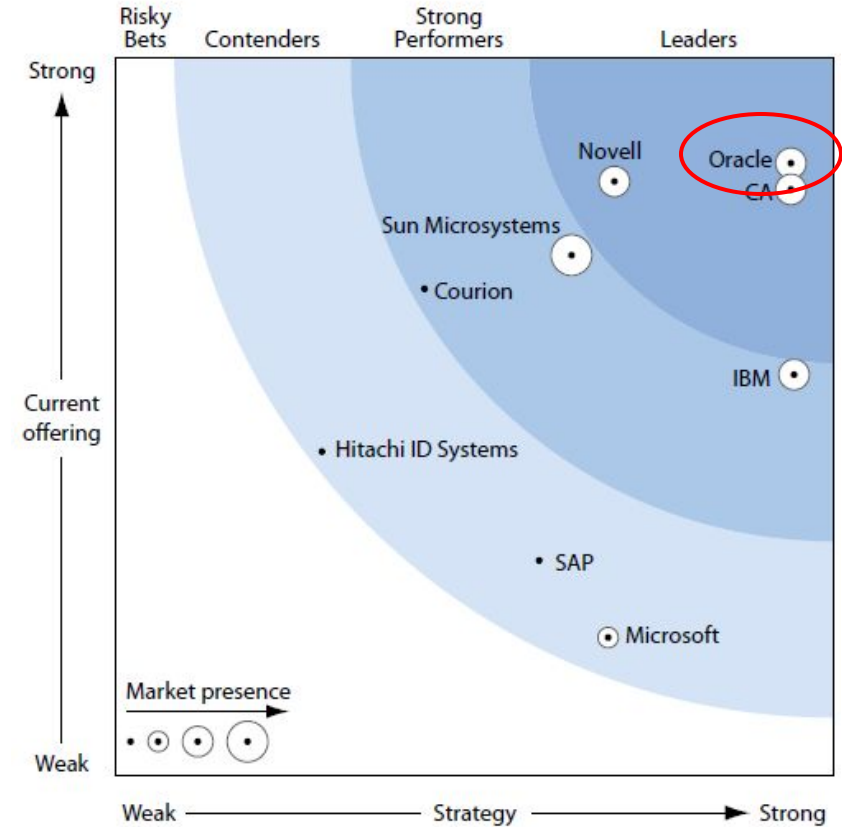 Risky
Bets
Contenders
Strong
Performers
Leaders
Strong
Novell
Oracle
CA
Sun Microsystems
Courion
IBM
Current
offering
Hitachi ID Systems
SAP
Microsoft
Market presence
Weak
Weak
Strategy
Strong